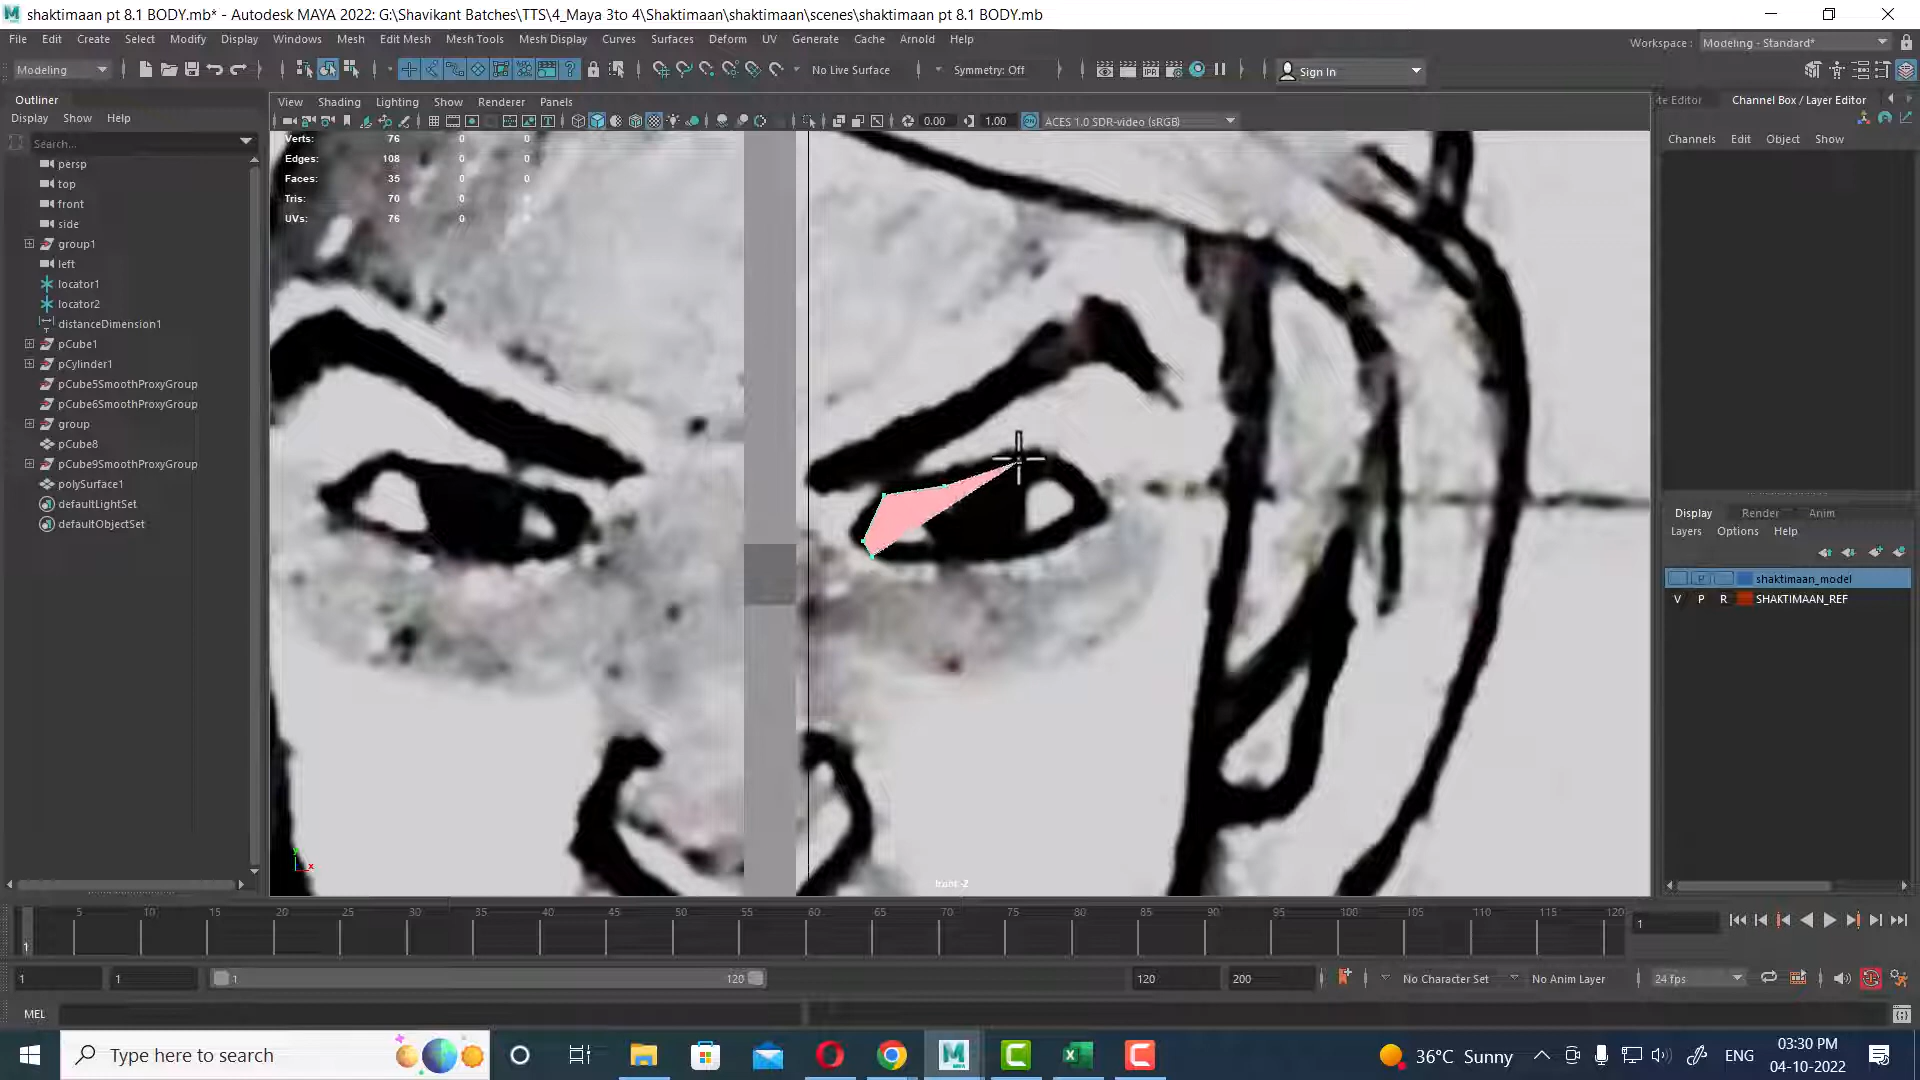 shaktimaan pt 8.1 BODY.mb* - Autodesk MAYA 2022: G:\Shavikant Batches\TTS\4_Maya 3to 4\Shaktimaan\shaktimaan\scenes\shaktimaan pt 8.1 BODY.mb
File Edit Create Select Modify Display Windows Mesh Edit Mesh Mesh Tools Mesh Display Curves Surfaces Deform UV Generate Cache Arnold Help
Workspace : Modeling - Standard*
Modeling No Live Surface Symmetry: Off Sign In
Outliner
Display Show Help
Search...
persp
top
front
side
group1
left
locator1
locator2
distanceDimension1
pCube1
pCylinder1
pCube5SmoothProxyGroup
pCube6SmoothProxyGroup
group
pCube8
pCube9SmoothProxyGroup
polySurface1
defaultLightSet
defaultObjectSet
View Shading Lighting Show Renderer Panels
0.00 1.00 ACES 1.0 SDR-video (sRGB)
Verts: 76 0 0
Edges: 108 0 0
Faces: 35 0 0
Tris: 70 0 0
UVs: 76 0 0
y
x
front -Z
te Editor Channel Box / Layer Editor
Channels Edit Object Show
Display Render Anim
Layers Options Help
P shaktimaan_model
V P R SHAKTIMAAN_REF
5 10 15 20 25 30 35 40 45 50 55 60 65 70 75 80 85 90 95 100 105 110 115 120
1
1
1 1 1 120 120 200 No Character Set No Anim Layer 24 fps
MEL
Type here to search
36°C Sunny
ENG
03:30 PM
04-10-2022